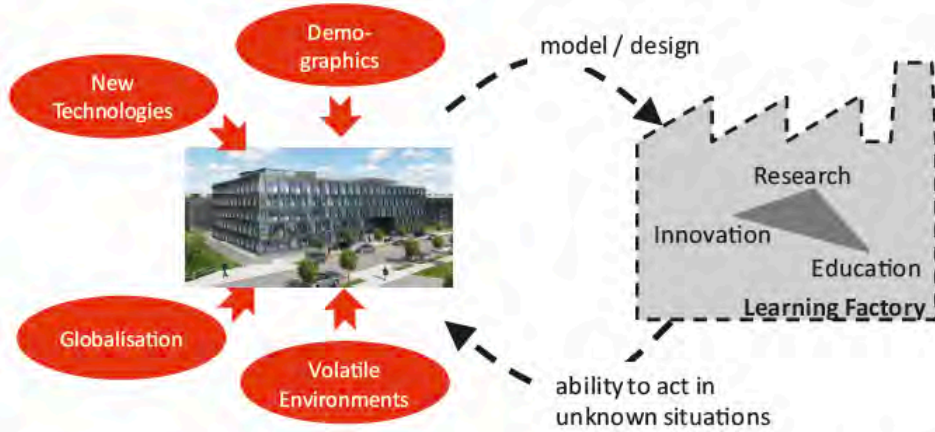 Demo-
graphics
New
Technologies
Globalisation
Volatile
Environments
model / design
Research
Innovation
Education
Learning Factory
ability to act in
unknown situations